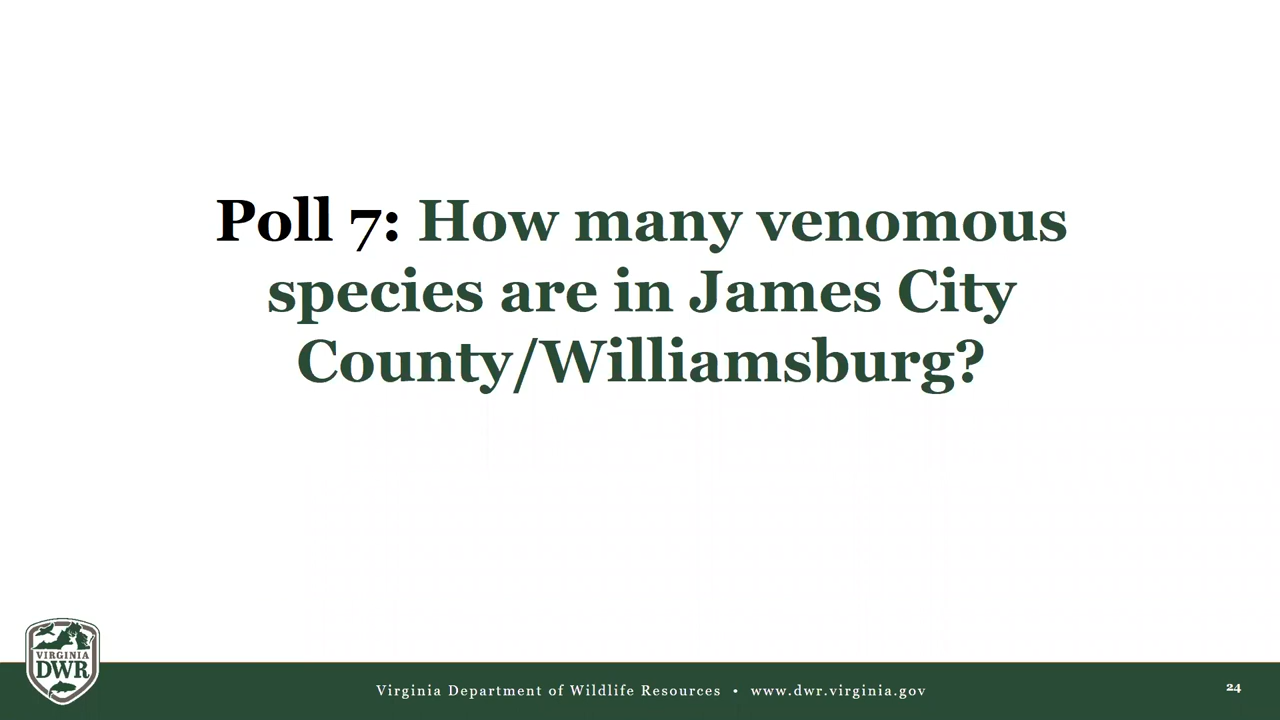 Poll 7: How many venomous
species are in James City
County/Williamsburg?
VIRGINIA
DWR
Virginia Department of Wildlife Resources • www.dwr.virginia.gov
24